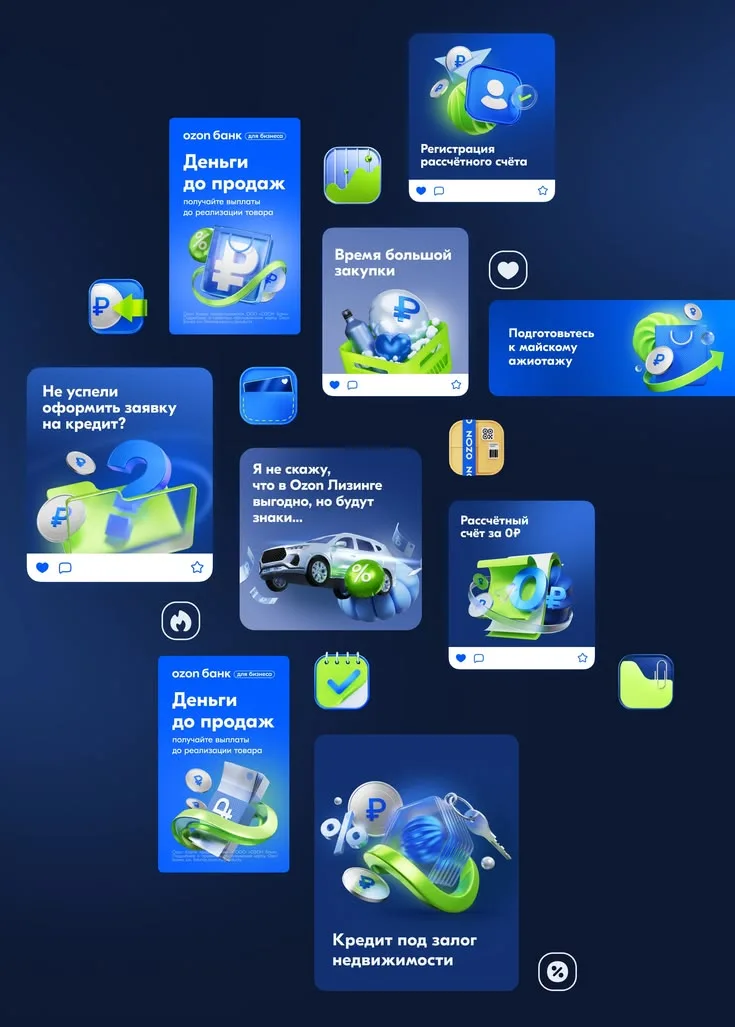 Регистрация
рассчётного счёта
ozon банк для бизнеса
Деньги
до продаж
получайте выплаты
до реализации товара
Время большой
закупки
Подготовьтесь
к майскому
ажиотажу
Не успели
оформить заявку
на кредит?
OZON
Я не скажу,
что в Ozon Лизинге
выгодно, но будут
знаки...
Рассчётный
счёт за 0₽
ozon банк для бизнеса
Деньги
до продаж
получайте выплаты
до реализации товара
Кредит под залог
недвижимости